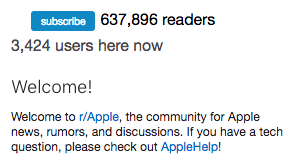 subscribe 637,896 readers
3,424 users here now
Welcome!
Welcome to r/Apple, the community for Apple
news, rumors, and discussions. If you have a tech
question, please check out AppleHelp!